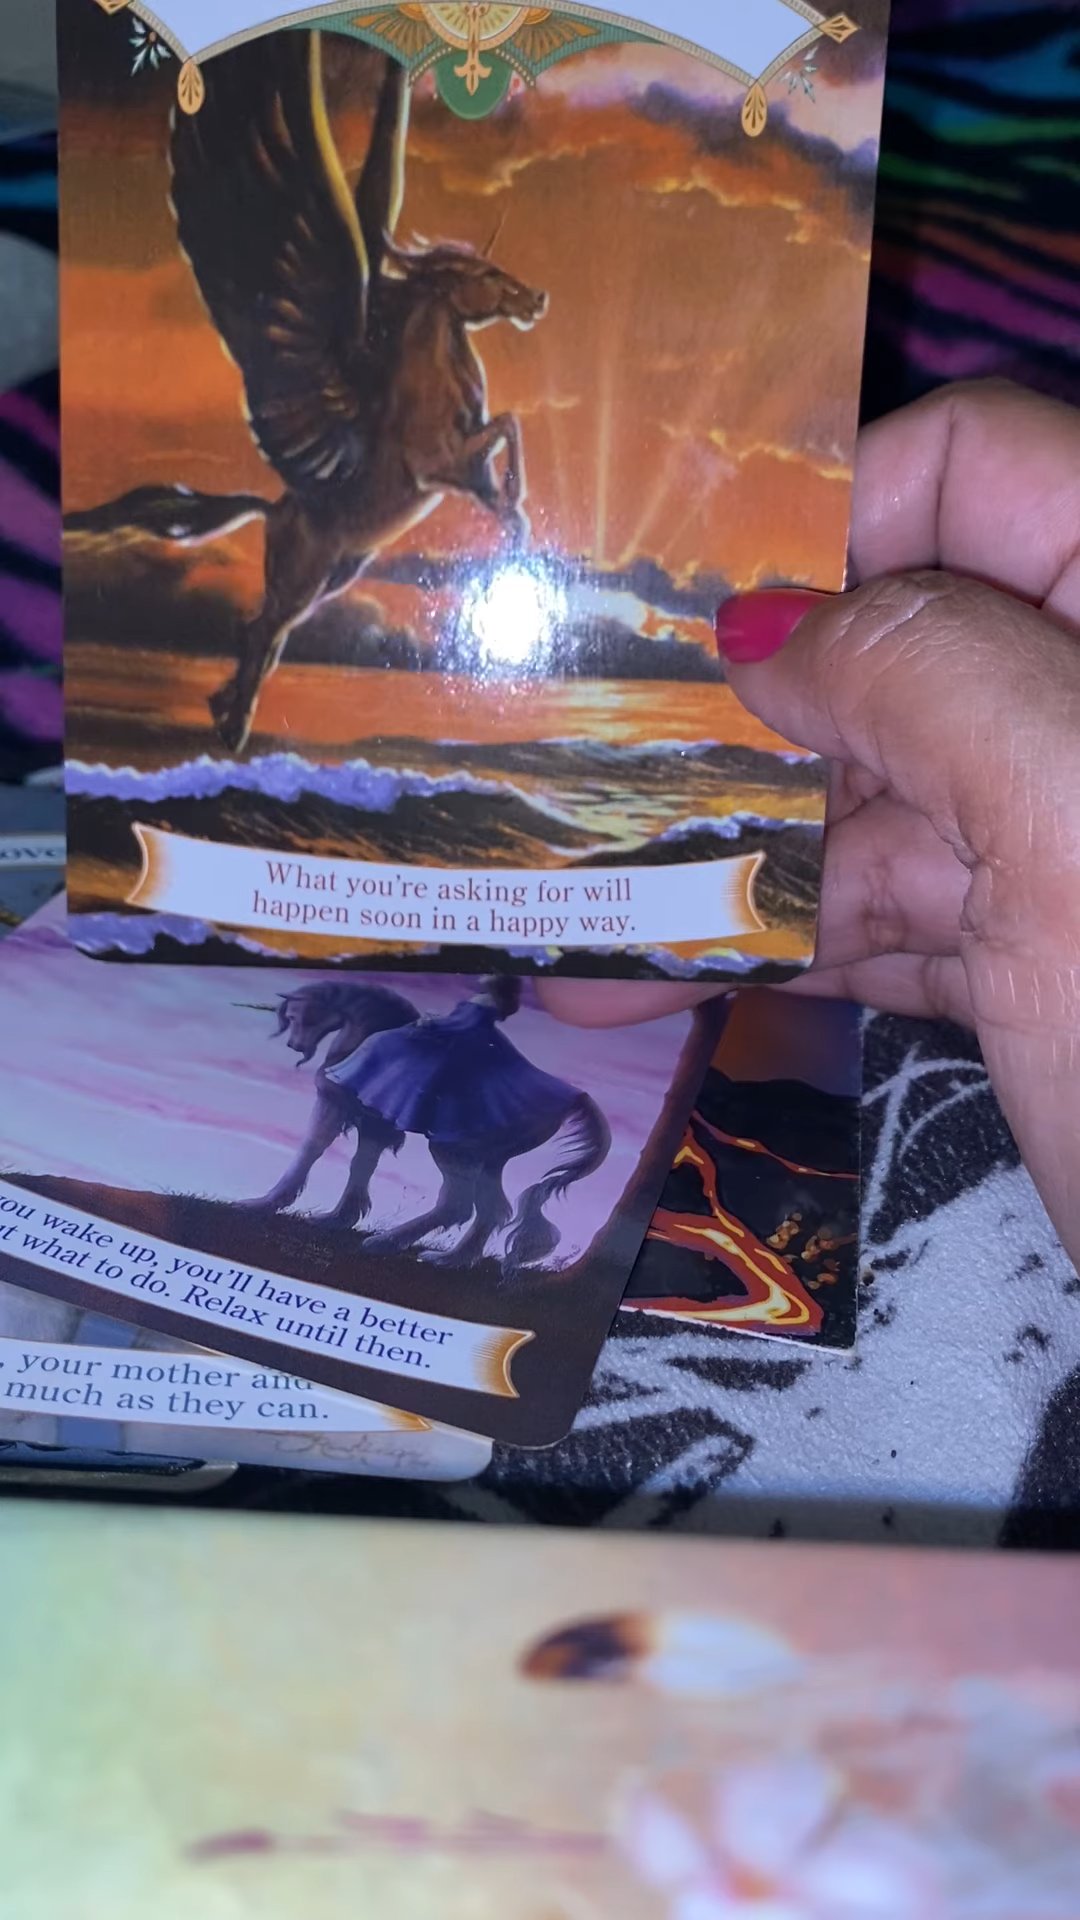 What you're asking for will
happen soon in a happy way.
you wake up, you'll have a better
what to do. Relax until then.
, your mother and
much as they can.